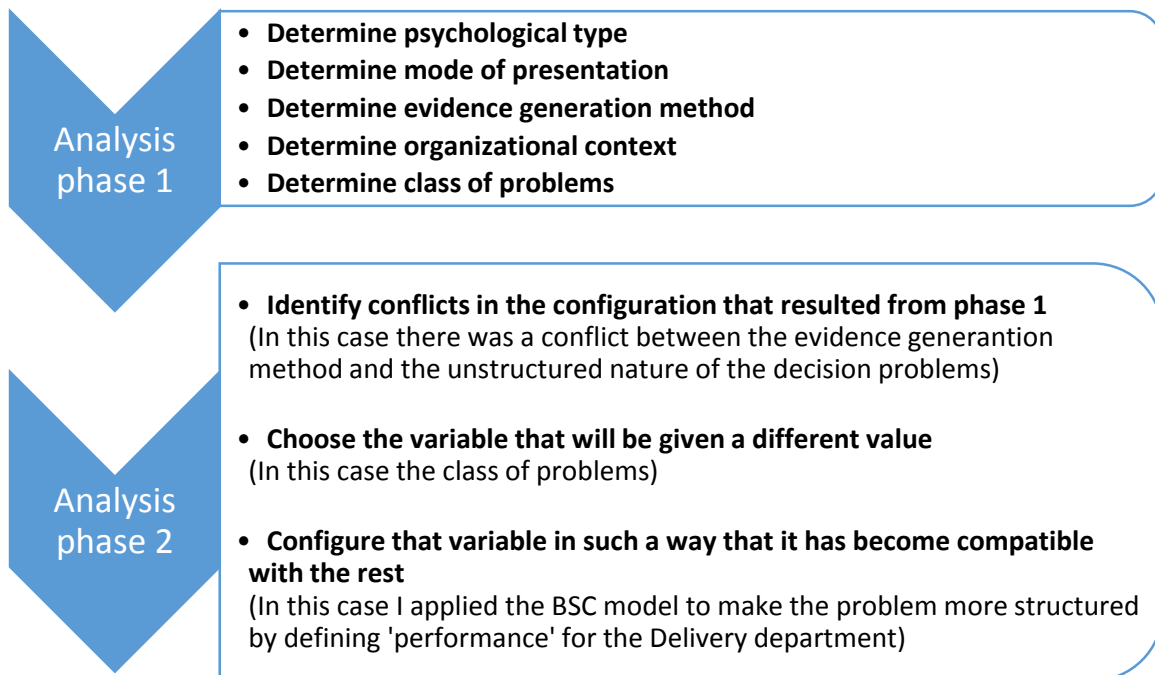 Analysis
phase 1
• Determine psychological type
• Determine mode of presentation
• Determine evidence generation method
• Determine organizational context
• Determine class of problems
Analysis
phase 2
• Identify conflicts in the configuration that resulted from phase 1
(In this case there was a conflict between the evidence generantion
method and the unstructured nature of the decision problems)
• Choose the variable that will be given a different value
(In this case the class of problems)
• Configure that variable in such a way that it has become compatible
with the rest
(In this case I applied the BSC model to make the problem more structured
by defining 'performance' for the Delivery department)